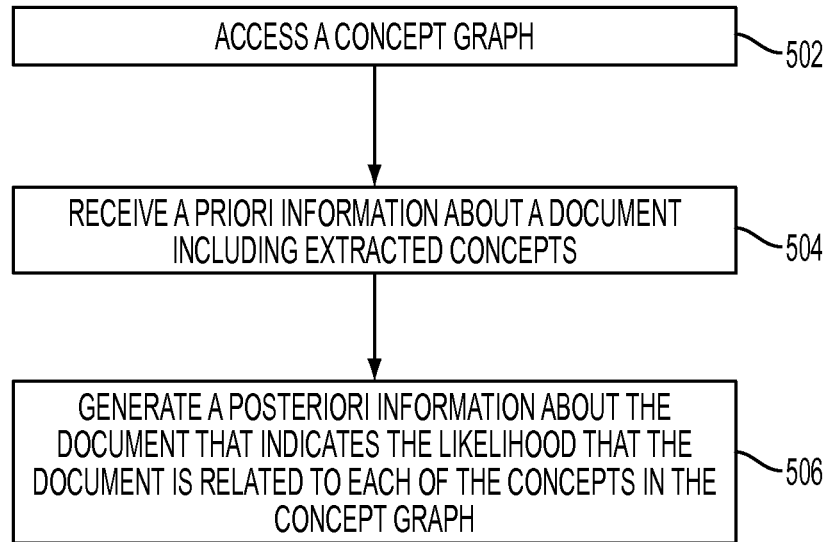 ACCESS A CONCEPT GRAPH
502
RECEIVE A PRIORI INFORMATION ABOUT A DOCUMENT
INCLUDING EXTRACTED CONCEPTS
504
GENERATE A POSTERIORI INFORMATION ABOUT THE
DOCUMENT THAT INDICATES THE LIKELIHOOD THAT THE
DOCUMENT IS RELATED TO EACH OF THE CONCEPTS IN THE
CONCEPT GRAPH
506